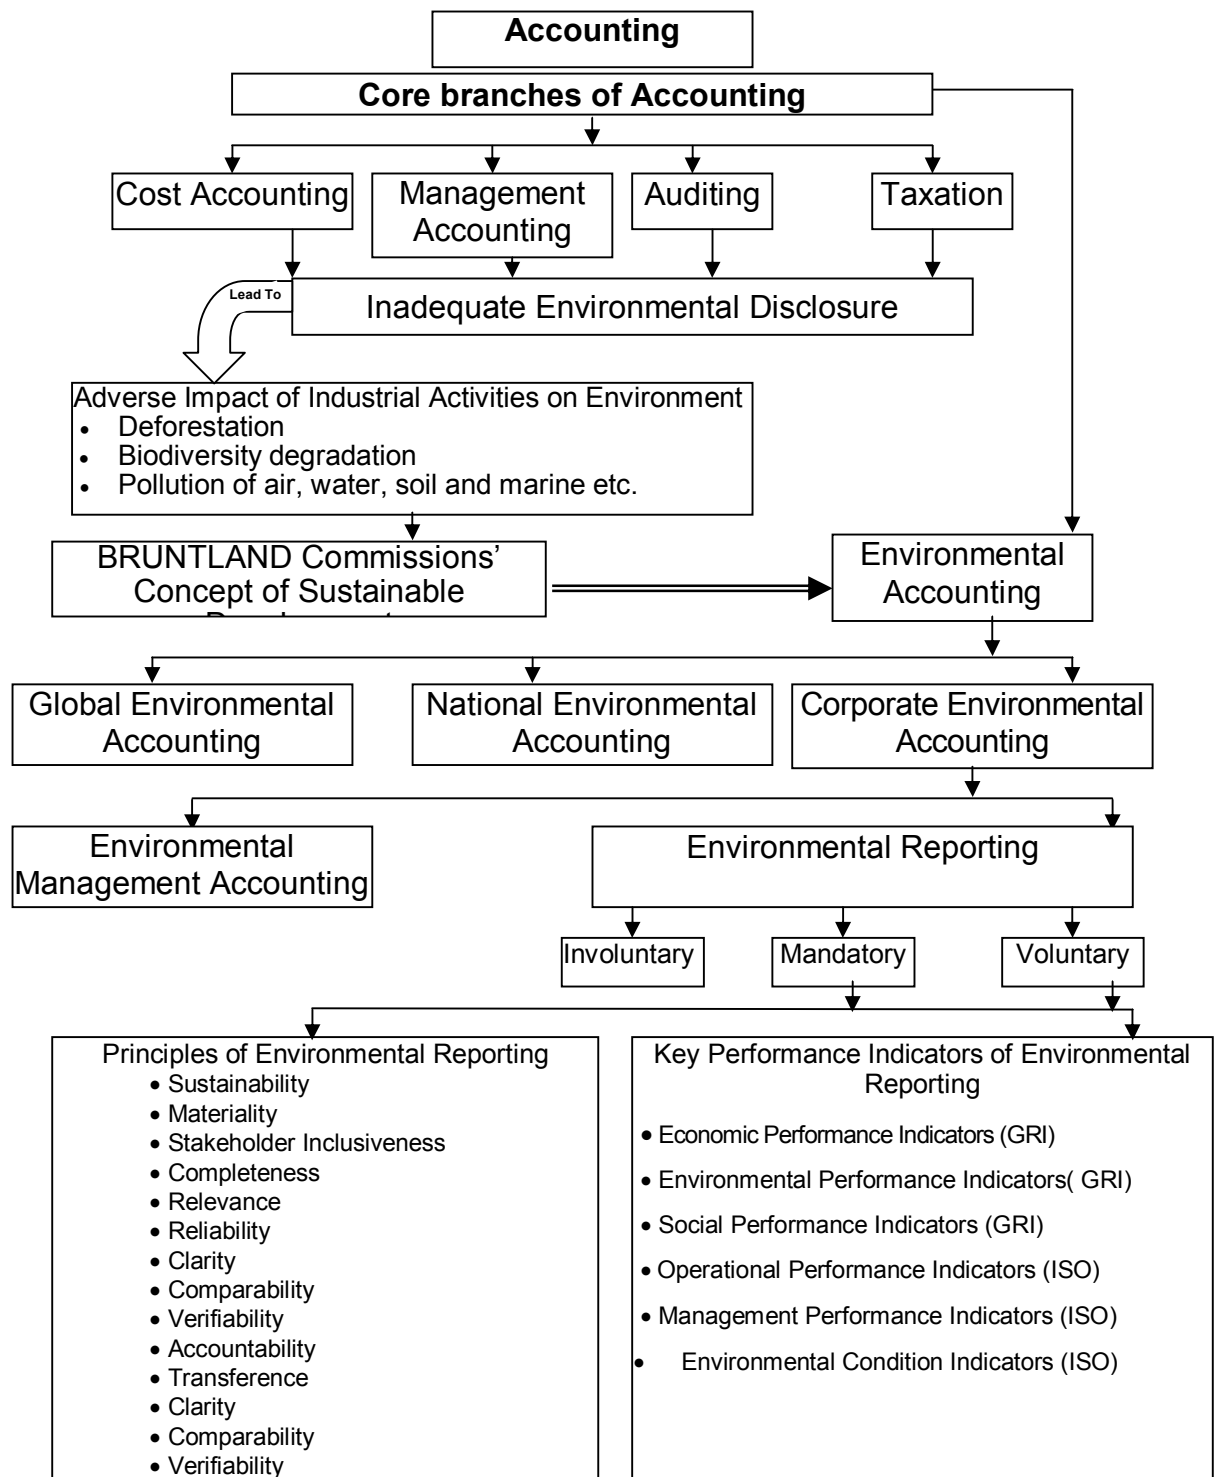 Accounting
Core branches of Accounting
Cost Accounting
Management
Accounting
Auditing
Taxation
Lead To
Inadequate Environmental Disclosure
Adverse Impact of Industrial Activities on Environment
• Deforestation
• Biodiversity degradation
• Pollution of air, water, soil and marine etc.
BRUNTLAND Commissions’
Concept of Sustainable
Environmental
Accounting
Global Environmental
Accounting
National Environmental
Accounting
Corporate Environmental
Accounting
Environmental
Management Accounting
Environmental Reporting
Involuntary
Mandatory
Voluntary
Principles of Environmental Reporting
• Sustainability
• Materiality
• Stakeholder Inclusiveness
• Completeness
• Relevance
• Reliability
• Clarity
• Comparability
• Verifiability
• Accountability
• Transference
• Clarity
• Comparability
• Verifiability
Key Performance Indicators of Environmental
Reporting
• Economic Performance Indicators (GRI)
• Environmental Performance Indicators( GRI)
• Social Performance Indicators (GRI)
• Operational Performance Indicators (ISO)
• Management Performance Indicators (ISO)
• Environmental Condition Indicators (ISO)